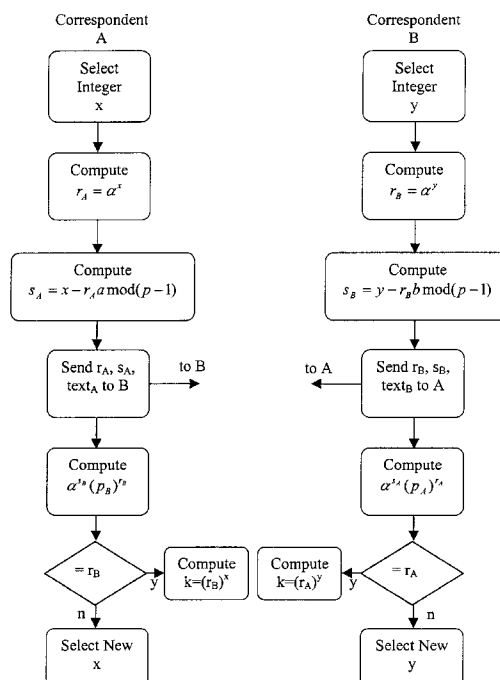 Correspondent
A
Select
Integer
x
Compute
r_A = α^x
Compute
s_A = x − r_A a mod(p−1)
Send r_A, s_A,
text_A to B
to B
Compute
α^{s_B}(p_B)^{r_B}
= r_B
y
Compute
k=(r_B)^x
n
Select New
x
Correspondent
B
Select
Integer
y
Compute
r_B = α^y
Compute
s_B = y − r_B b mod(p−1)
Send r_B, s_B,
text_B to A
to A
Compute
α^{s_A}(p_A)^{r_A}
= r_A
y
Compute
k=(r_A)^y
n
Select New
y